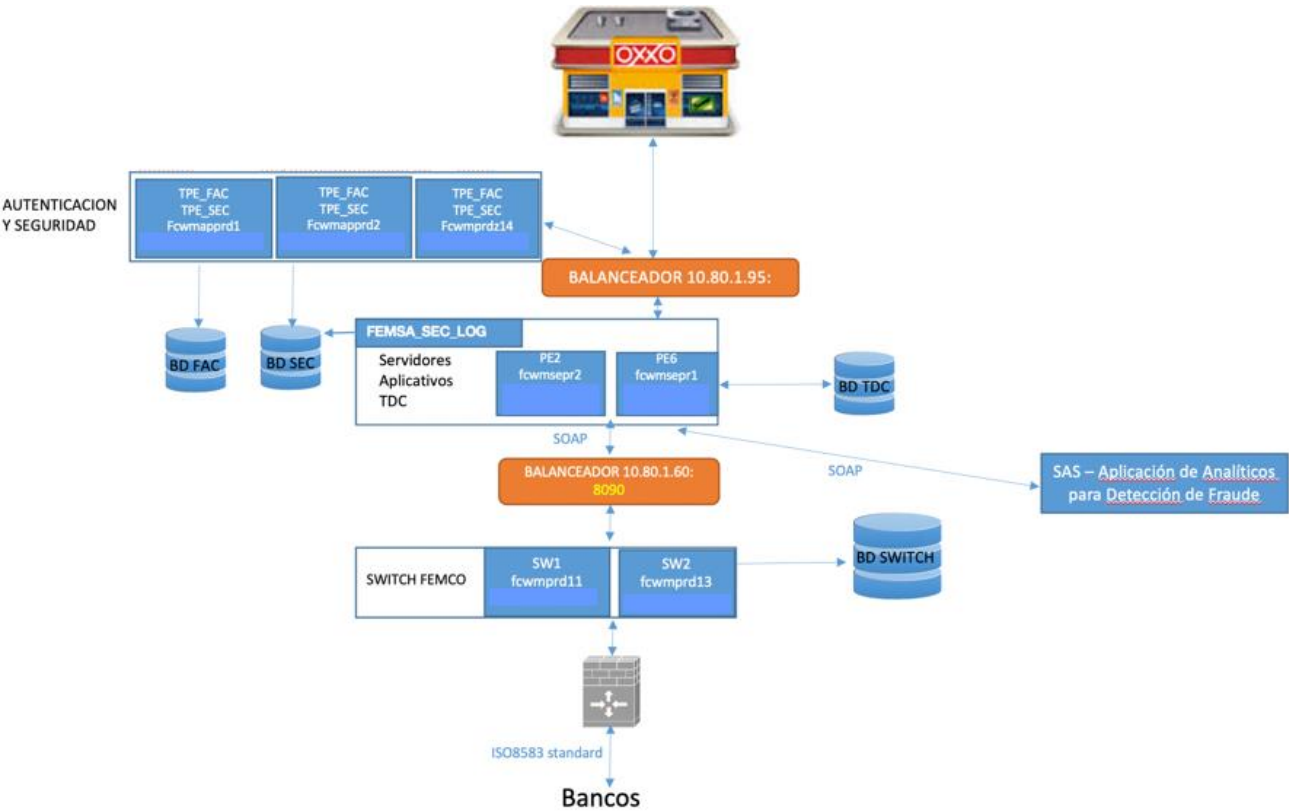 OXXO
AUTENTICACION
Y SEGURIDAD
TPE_FAC
TPE_SEC
Fcwmapprd1
TPE_FAC
TPE_SEC
Fcwmapprd2
TPE_FAC
TPE_SEC
Fcwmprdz14
BALANCEADOR 10.80.1.95:
BD FAC
BD SEC
FEMSA_SEC_LOG
Servidores
Aplicativos
TDC
PE2
fcwmsepr2
PE6
fcwmsepr1
BD TDC
SOAP
BALANCEADOR 10.80.1.60:
8090
SOAP
SAS – Aplicación de Analíticos
para Detección de Fraude
SWITCH FEMCO
SW1
fcwmprd11
SW2
fcwmprd13
BD SWITCH
ISO8583 standard
Bancos